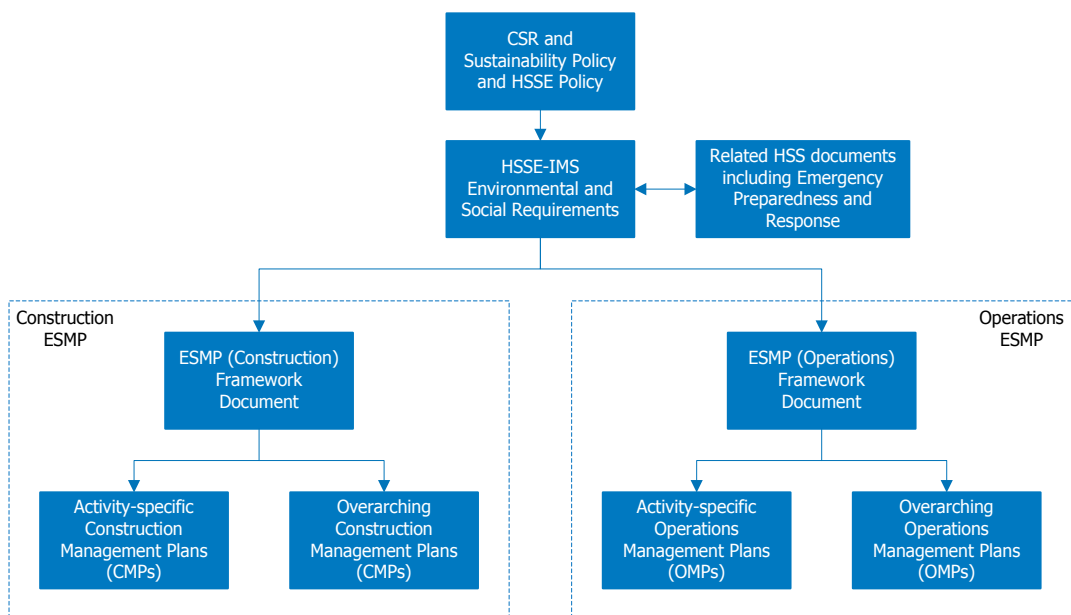 CSR and
Sustainability Policy
and HSSE Policy
HSSE-IMS
Environmental and
Social Requirements
Related HSS documents
including Emergency
Preparedness and
Response
Construction
ESMP
Operations
ESMP
ESMP (Construction)
Framework
Document
ESMP (Operations)
Framework
Document
Activity-specific
Construction
Management Plans
(CMPs)
Overarching
Construction
Management Plans
(CMPs)
Activity-specific
Operations
Management Plans
(OMPs)
Overarching
Operations
Management Plans
(OMPs)